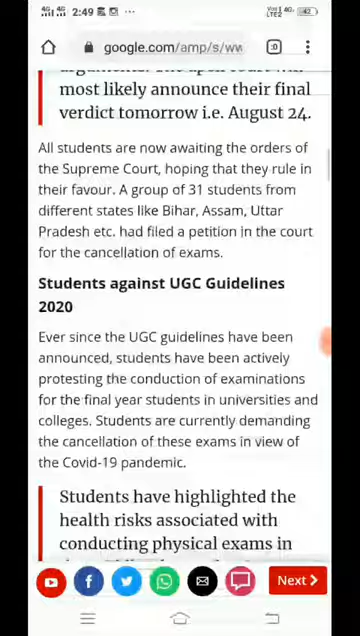 4G 4G 2:49
4G
LTE2 42
google.com/amp/s/ww
most likely announce their final
verdict tomorrow i.e. August 24.
All students are now awaiting the orders of
the Supreme Court, hoping that they rule in
their favour. A group of 31 students from
different states like Bihar, Assam, Uttar
Pradesh etc. had filed a petition in the court
for the cancellation of exams.
Students against UGC Guidelines
2020
Ever since the UGC guidelines have been
announced, students have been actively
protesting the conduction of examinations
for the final year students in universities and
colleges. Students are currently demanding
the cancellation of these exams in view of
the Covid-19 pandemic.
Students have highlighted the
health risks associated with
conducting physical exams in
Next